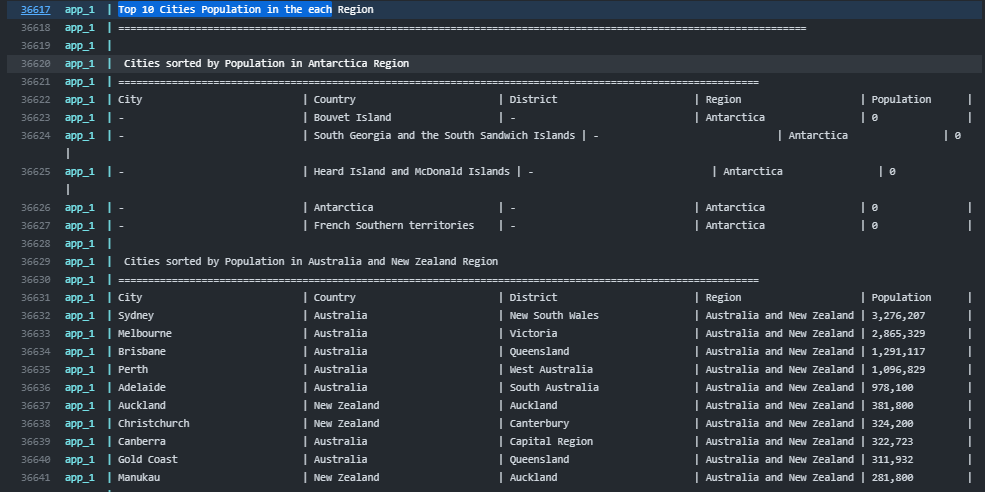 36617 app_1 | Top 10 Cities Population in the each Region
36618 app_1 | ====================================================================================================================
36619 app_1 |
36620 app_1 | Cities sorted by Population in Antarctica Region
36621 app_1 | ============================================================================================================
36622 app_1 | City | Country | District | Region | Population |
36623 app_1 | - | Bouvet Island | - | Antarctica | 0 |
36624 app_1 | - | South Georgia and the South Sandwich Islands | - | Antarctica | 0
|
36625 app_1 | - | Heard Island and McDonald Islands | - | Antarctica | 0
|
36626 app_1 | - | Antarctica | - | Antarctica | 0 |
36627 app_1 | - | French Southern territories | - | Antarctica | 0 |
36628 app_1 |
36629 app_1 | Cities sorted by Population in Australia and New Zealand Region
36630 app_1 | ============================================================================================================
36631 app_1 | City | Country | District | Region | Population |
36632 app_1 | Sydney | Australia | New South Wales | Australia and New Zealand | 3,276,207 |
36633 app_1 | Melbourne | Australia | Victoria | Australia and New Zealand | 2,865,329 |
36634 app_1 | Brisbane | Australia | Queensland | Australia and New Zealand | 1,291,117 |
36635 app_1 | Perth | Australia | West Australia | Australia and New Zealand | 1,096,829 |
36636 app_1 | Adelaide | Australia | South Australia | Australia and New Zealand | 978,100 |
36637 app_1 | Auckland | New Zealand | Auckland | Australia and New Zealand | 381,800 |
36638 app_1 | Christchurch | New Zealand | Canterbury | Australia and New Zealand | 324,200 |
36639 app_1 | Canberra | Australia | Capital Region | Australia and New Zealand | 322,723 |
36640 app_1 | Gold Coast | Australia | Queensland | Australia and New Zealand | 311,932 |
36641 app_1 | Manukau | New Zealand | Auckland | Australia and New Zealand | 281,800 |